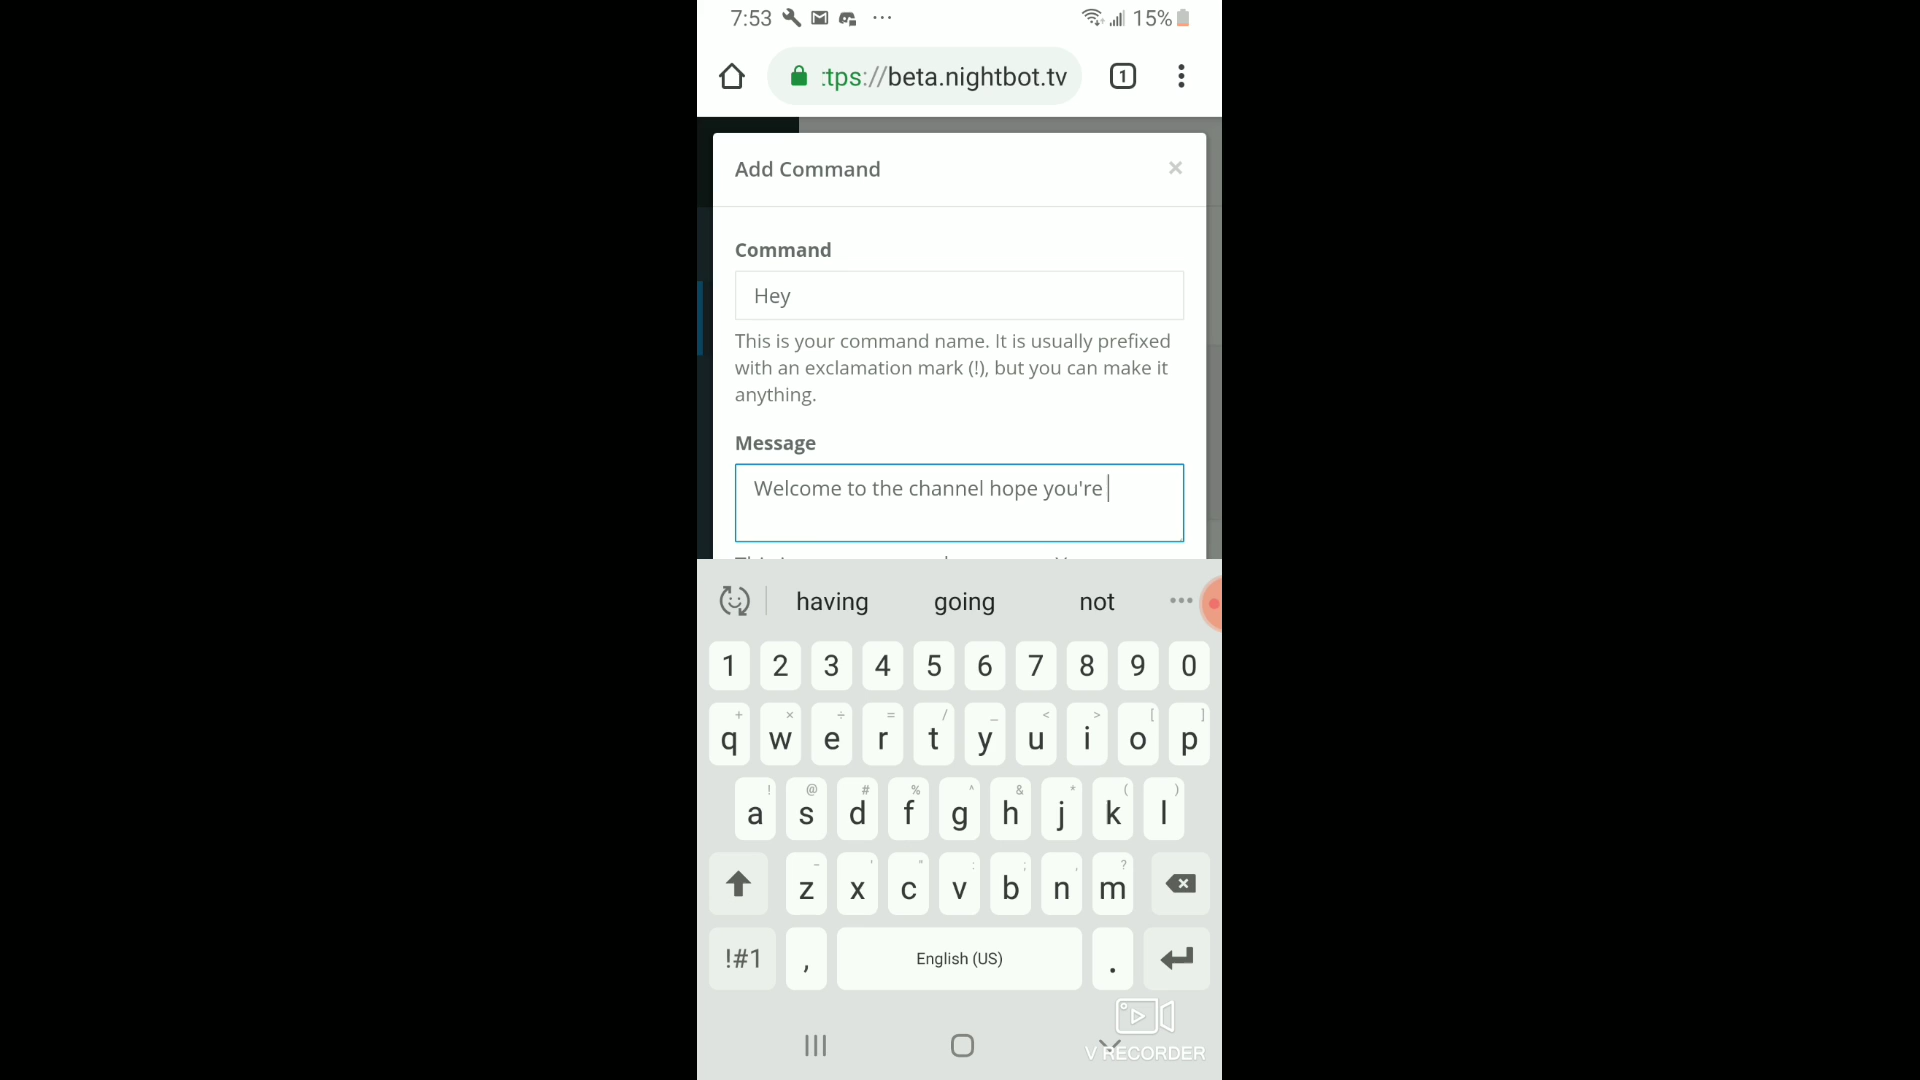 7:53 15%
:tps://beta.nightbot.tv 1
Add Command ×
Command
Hey
This is your command name. It is usually prefixed
with an exclamation mark (!), but you can make it
anything.
Message
Welcome to the channel hope you're
having going not
1 2 3 4 5 6 7 8 9 0
+ × ÷ = / _ < > [ ]
q w e r t y u i o p
! @ # % ^ & * ( )
a s d f g h j k l
- ' " : ; , ?
z x c v b n m
!#1 , English (US) .
V RECORDER